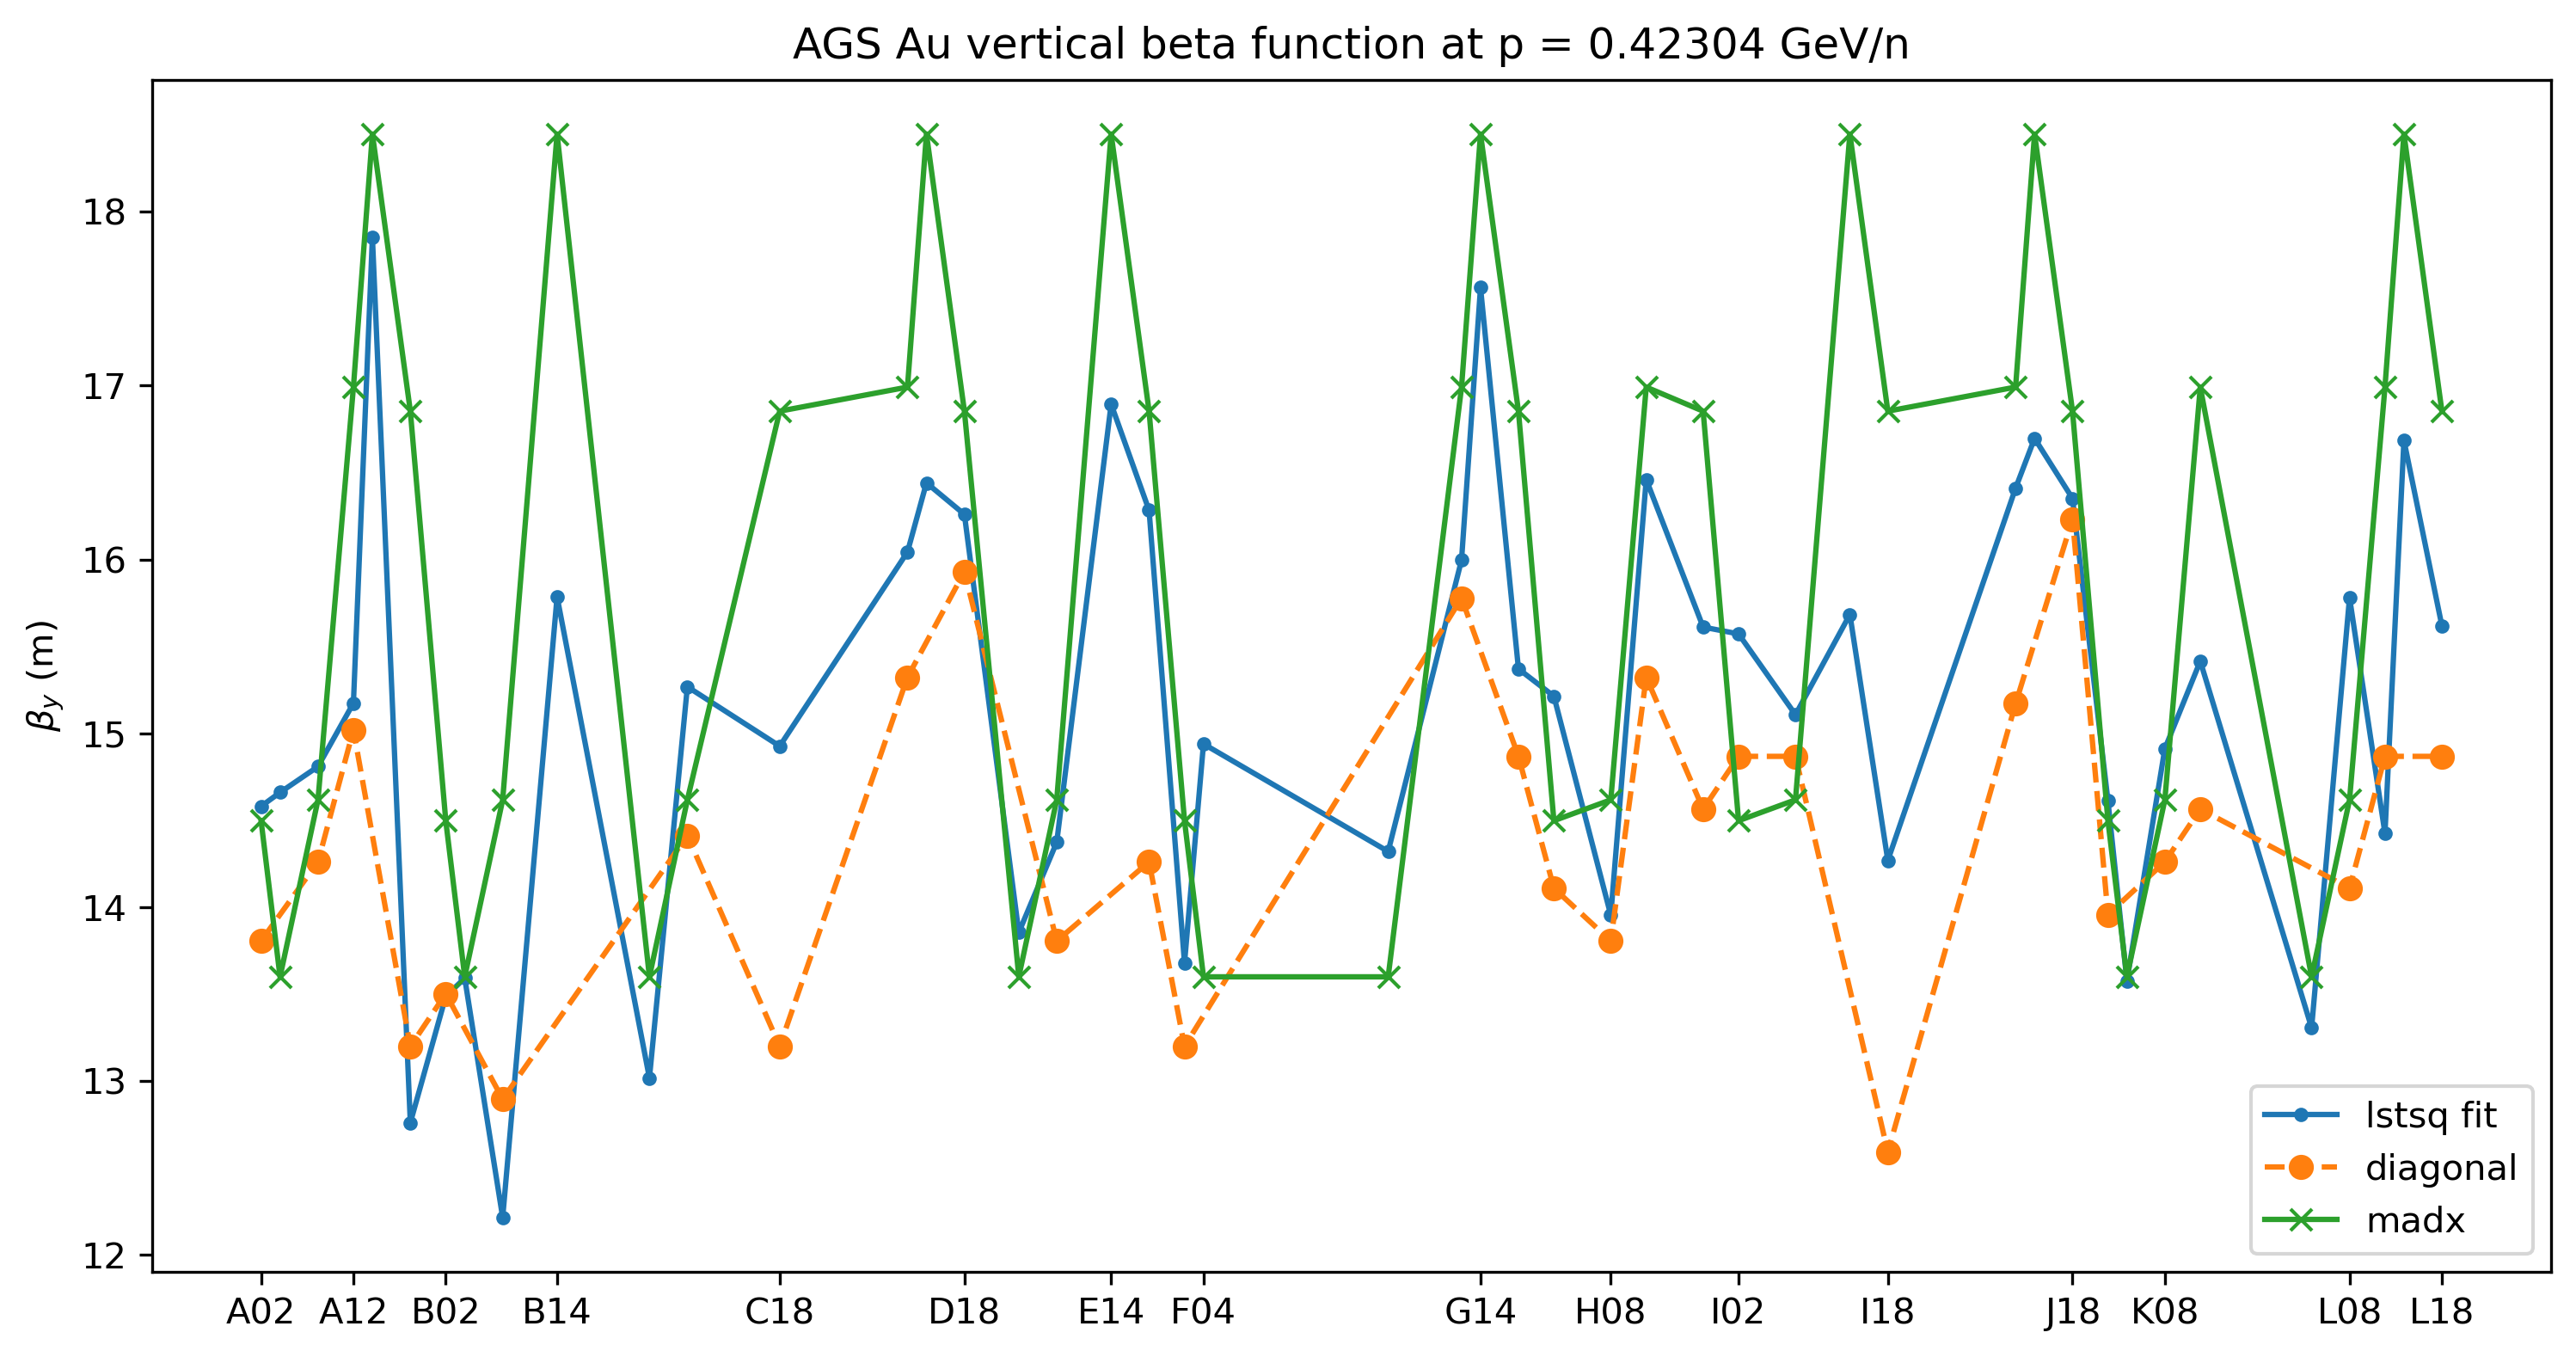 AGS Au vertical beta function at p = 0.42304 GeV/n
βy (m)
18
17
16
15
14
13
12
A02 A12 B02 B14 C18 D18 E14 F04 G14 H08 I02 I18 J18 K08 L08 L18
lstsq fit
diagonal
madx